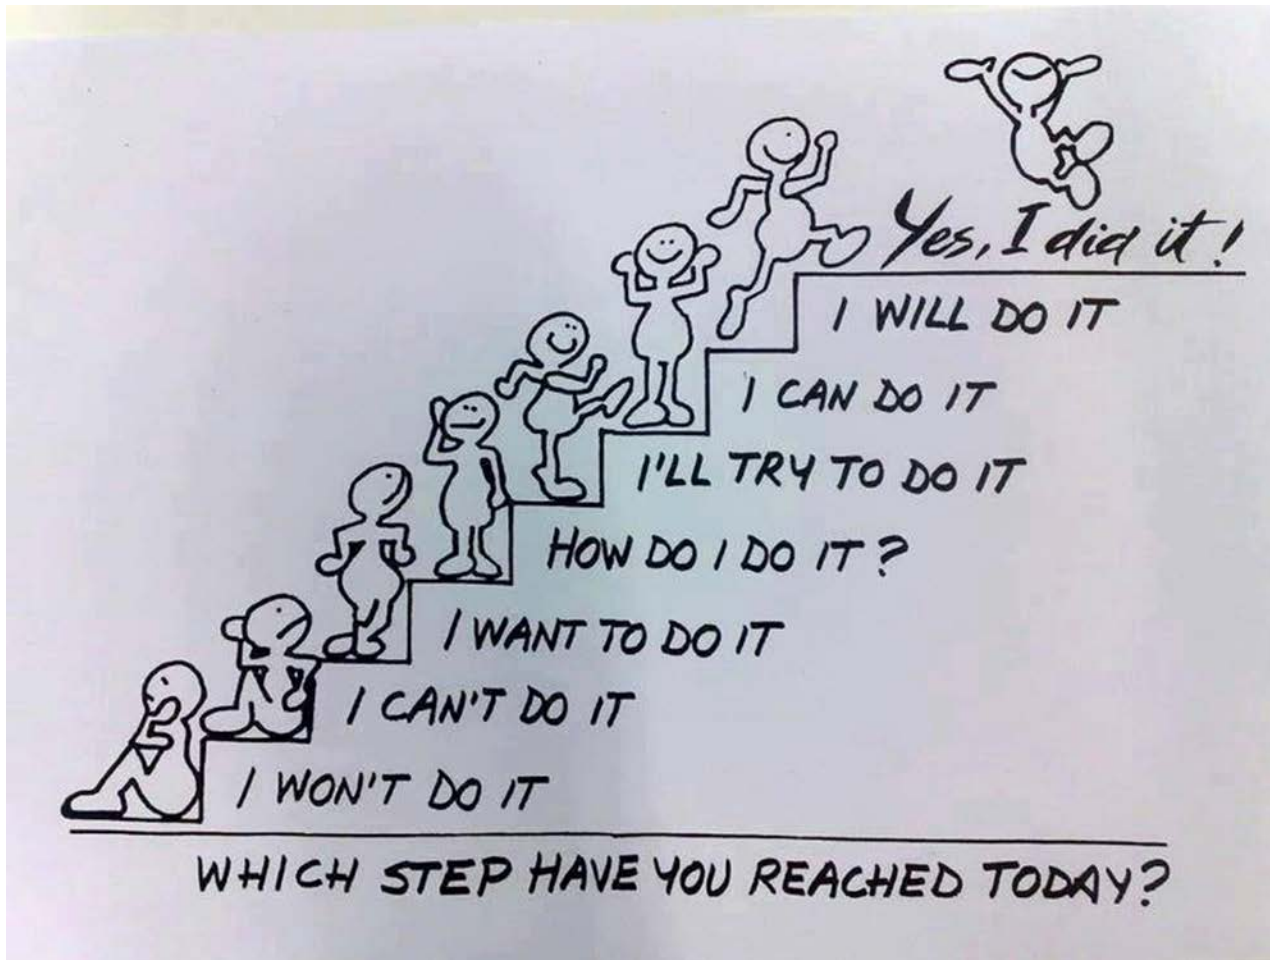 Yes, I did it!
I WILL DO IT
I CAN DO IT
I'LL TRY TO DO IT
HOW DO I DO IT?
I WANT TO DO IT
I CAN'T DO IT
I WON'T DO IT
WHICH STEP HAVE YOU REACHED TODAY?